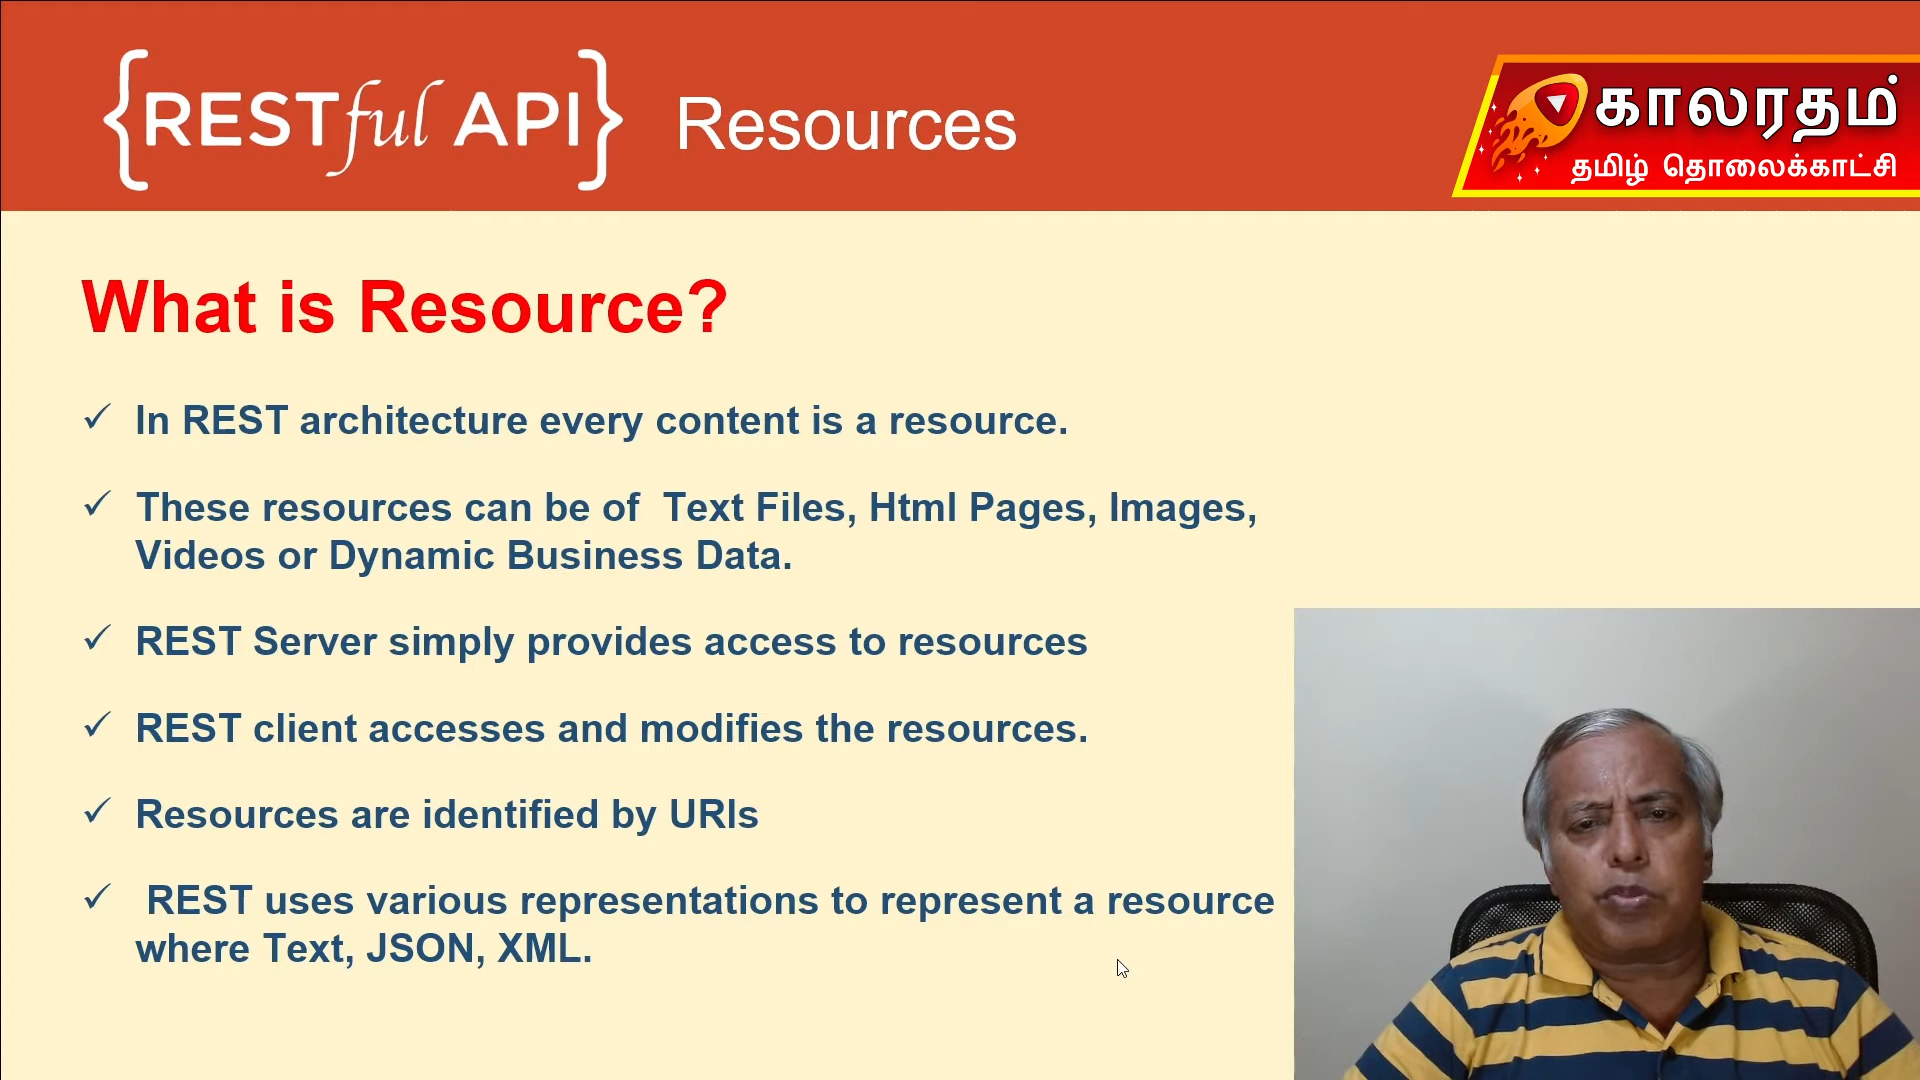 {RESTful API} Resources
காலரதம்
தமிழ் தொலைக்காட்சி
What is Resource?
✓ In REST architecture every content is a resource.
✓ These resources can be of  Text Files, Html Pages, Images,
Videos or Dynamic Business Data.
✓ REST Server simply provides access to resources
✓ REST client accesses and modifies the resources.
✓ Resources are identified by URIs
✓ REST uses various representations to represent a resource
where Text, JSON, XML.